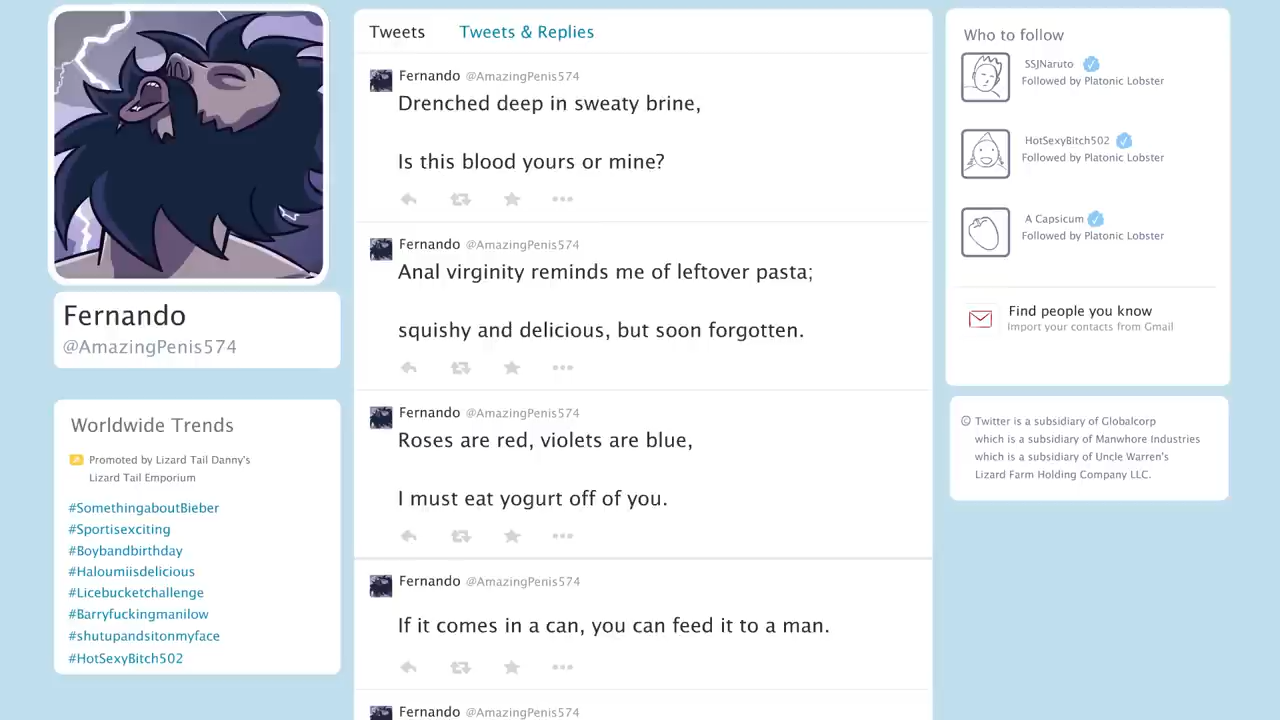 Fernando
@AmazingPenis574
Worldwide Trends
Promoted by Lizard Tail Danny's
Lizard Tail Emporium
#SomethingaboutBieber
#Sportisexciting
#Boybandbirthday
#Haloumiisdelicious
#Licebucketchallenge
#Barryfuckingmanilow
#shutupandsitonmyface
#HotSexyBitch502
Tweets Tweets & Replies
Fernando @AmazingPenis574
Drenched deep in sweaty brine,
Is this blood yours or mine?
Fernando @AmazingPenis574
Anal virginity reminds me of leftover pasta;
squishy and delicious, but soon forgotten.
Fernando @AmazingPenis574
Roses are red, violets are blue,
I must eat yogurt off of you.
Fernando @AmazingPenis574
If it comes in a can, you can feed it to a man.
Fernando @AmazingPenis574
Who to follow
SSJNaruto
Followed by Platonic Lobster
HotSexyBitch502
Followed by Platonic Lobster
A Capsicum
Followed by Platonic Lobster
Find people you know
Import your contacts from Gmail
© Twitter is a subsidiary of Globalcorp
which is a subsidiary of Manwhore Industries
which is a subsidiary of Uncle Warren's
Lizard Farm Holding Company LLC.